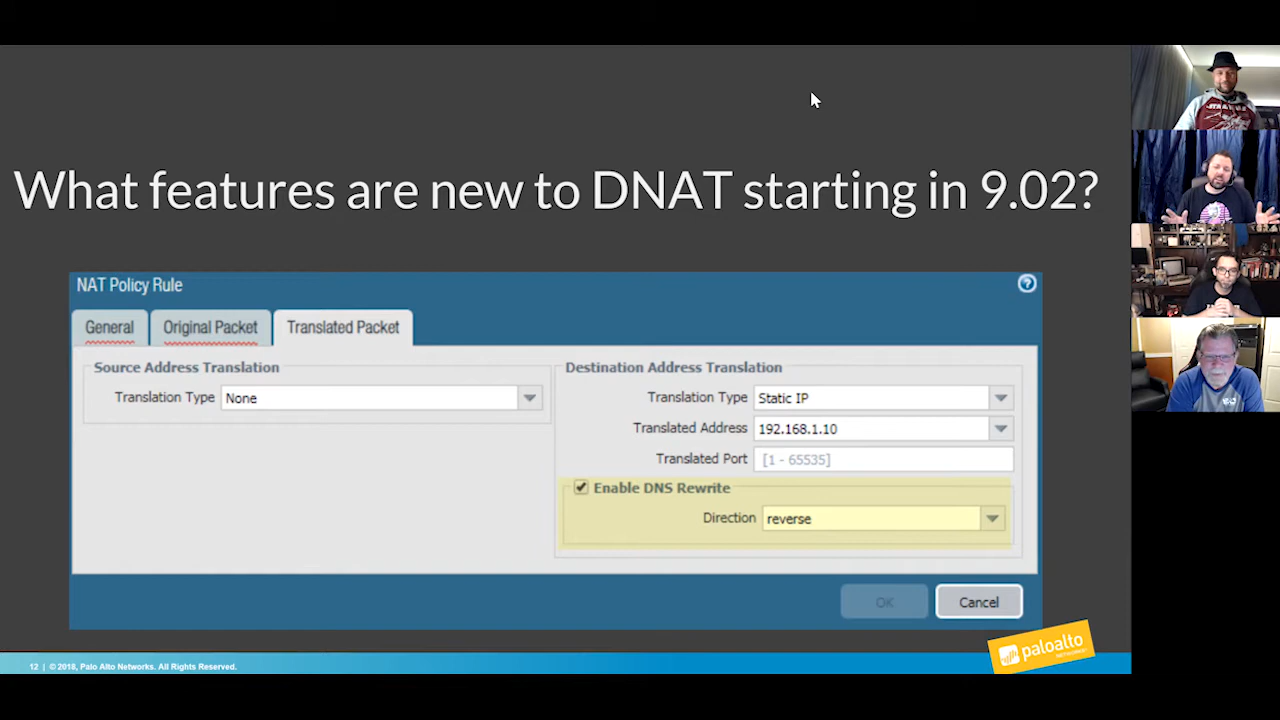 What features are new to DNAT starting in 9.02?
NAT Policy Rule
General
Original Packet
Translated Packet
Source Address Translation
Translation Type None
Destination Address Translation
Translation Type Static IP
Translated Address 192.168.1.10
Translated Port [1 - 65535]
Enable DNS Rewrite
Direction reverse
OK
Cancel
12 | © 2018, Palo Alto Networks. All Rights Reserved.
paloalto
NETWORKS